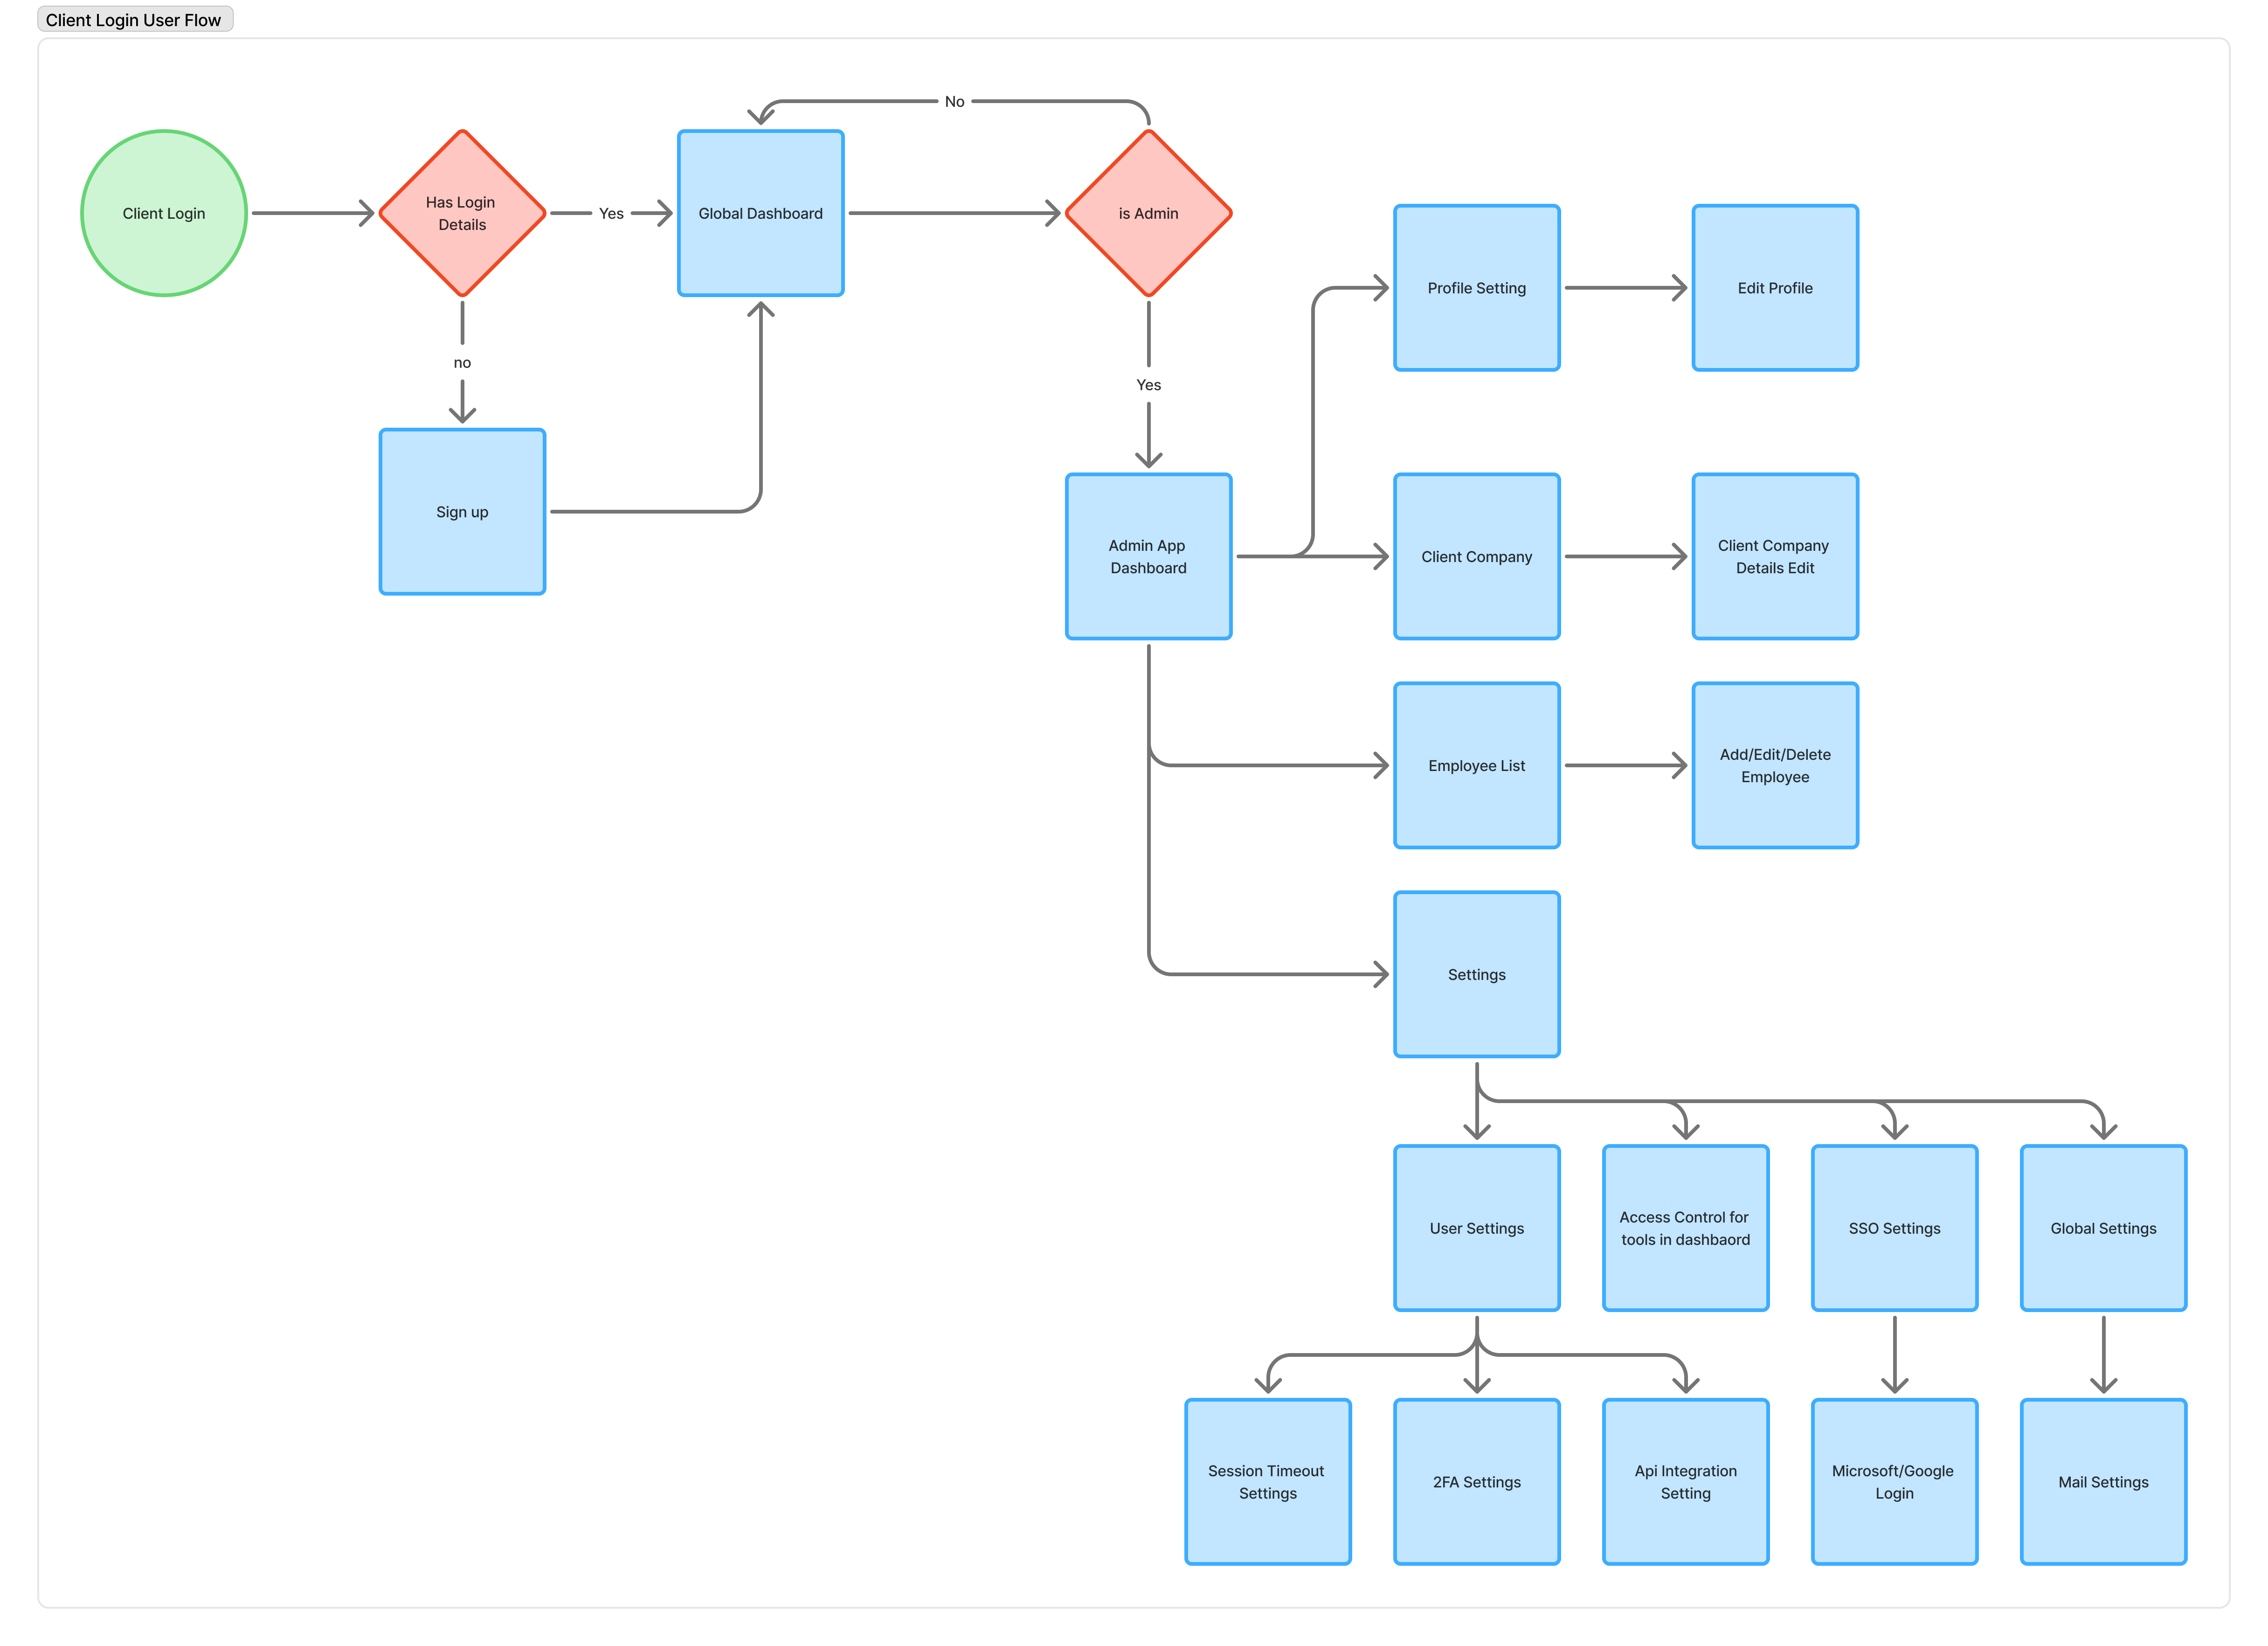 Client Login User Flow
No
Client Login
Has Login
Details
Yes
Global Dashboard
is Admin
Profile Setting
Edit Profile
no
Yes
Sign up
Admin App
Dashboard
Client Company
Client Company
Details Edit
Employee List
Add/Edit/Delete
Employee
Settings
User Settings
Access Control for
tools in dashbaord
SSO Settings
Global Settings
Session Timeout
Settings
2FA Settings
Api Integration
Setting
Microsoft/Google
Login
Mail Settings